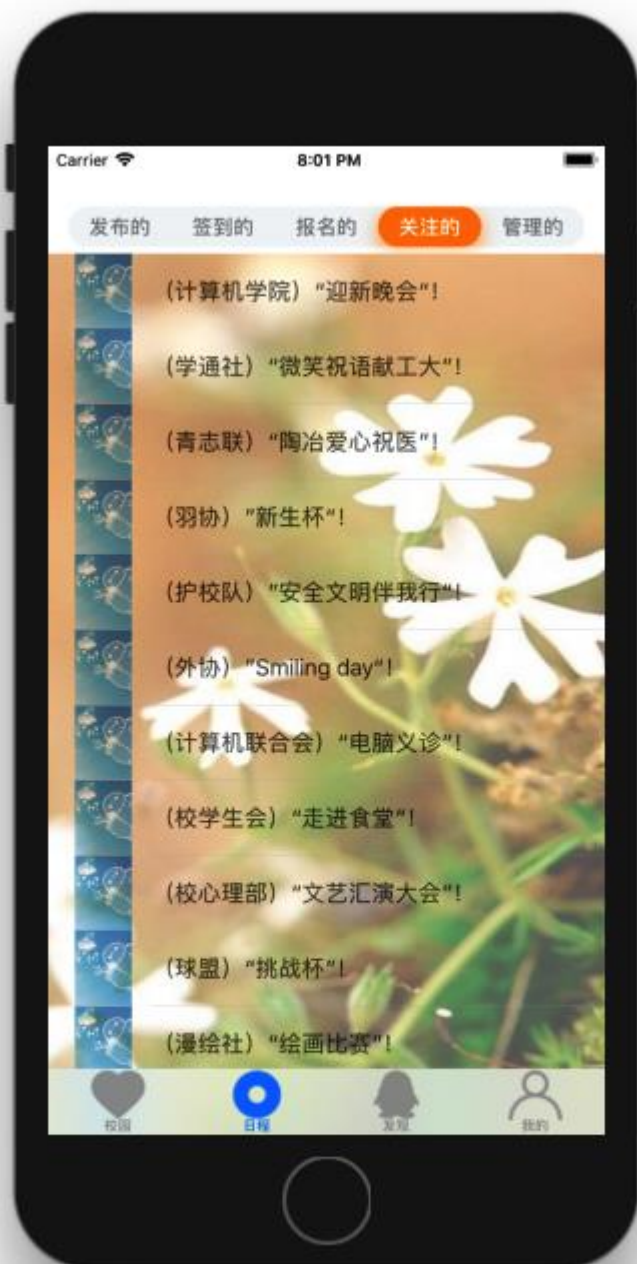 Carrier 8:01 PM
发布的 签到的 报名的 关注的 管理的
(计算机学院)“迎新晚会”!
(学通社)“微笑祝语献工大”!
(青志联)“陶冶爱心祝医”!
(羽协)“新生杯”!
(护校队)“安全文明伴我行”!
(外协)“Smiling day”!
(计算机联合会)“电脑义诊”!
(校学生会)“走进食堂”!
(校心理部)“文艺汇演大会”!
(球盟)“挑战杯”!
(漫绘社)“绘画比赛”!
校园 日程 发现 我的